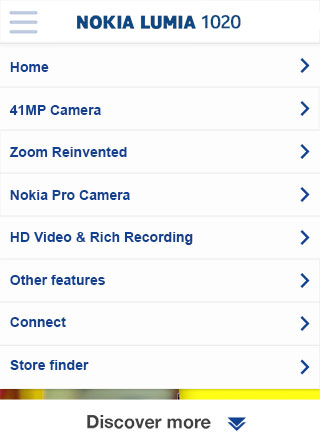 NOKIA LUMIA 1020
Home
41MP Camera
Zoom Reinvented
Nokia Pro Camera
HD Video & Rich Recording
Other features
Connect
Store finder
Discover more